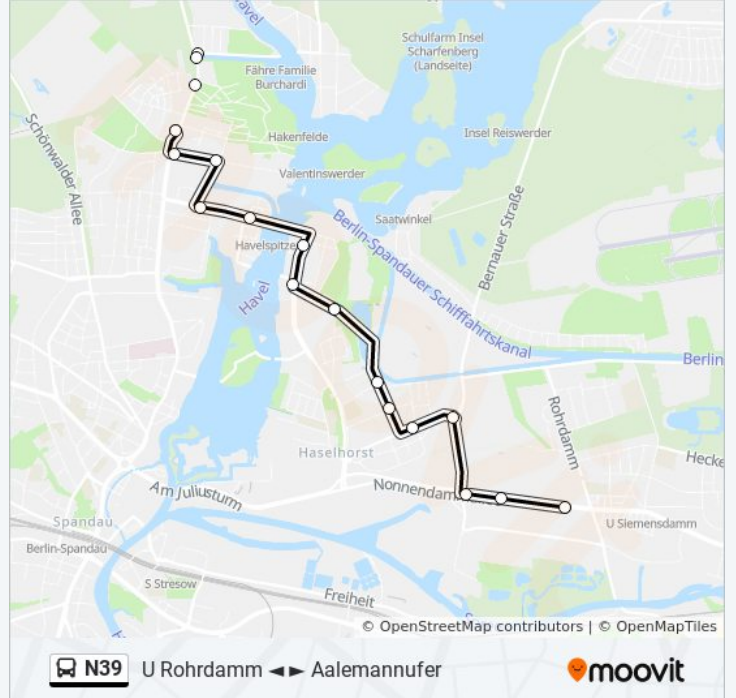 Havel
Schulfarm Insel
Scharfenberg
(Landseite)
Fähre Familie
Burchardi
Schönwalder Allee
Hakenfelde
Insel Reiswerder
Valentinswerder
Saatwinkel
Bernauer Straße
Berlin-Spandauer Schifffahrtskanal
Havelspitze
Havel
Berlin
Rohrdamm
Haselhorst
Hecke
Am Juliusturm
Nonnendam
Spandau
U Siemensdamm
Berlin-Spandau
S Stresow
Freiheit
© OpenStreetMap contributors | © OpenMapTiles
N39 U Rohrdamm ◄ ► Aalemannufer
moovit